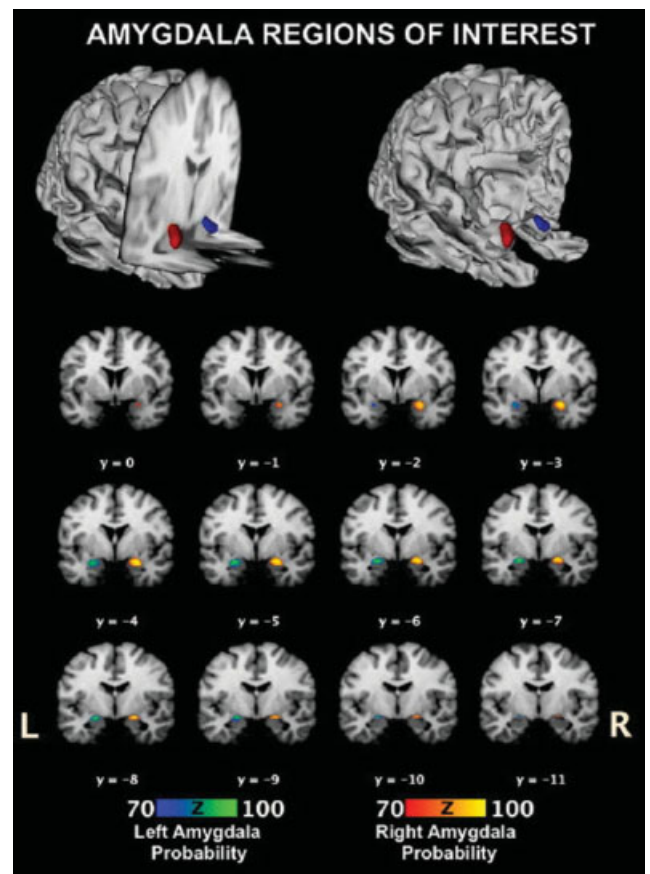 AMYGDALA REGIONS OF INTEREST
y = 0 y = −1 y = −2 y = −3
y = −4 y = −5 y = −6 y = −7
L R
y = −8 y = −9 y = −10 y = −11
70 Z 100 70 Z 100
Left Amygdala Right Amygdala
Probability Probability